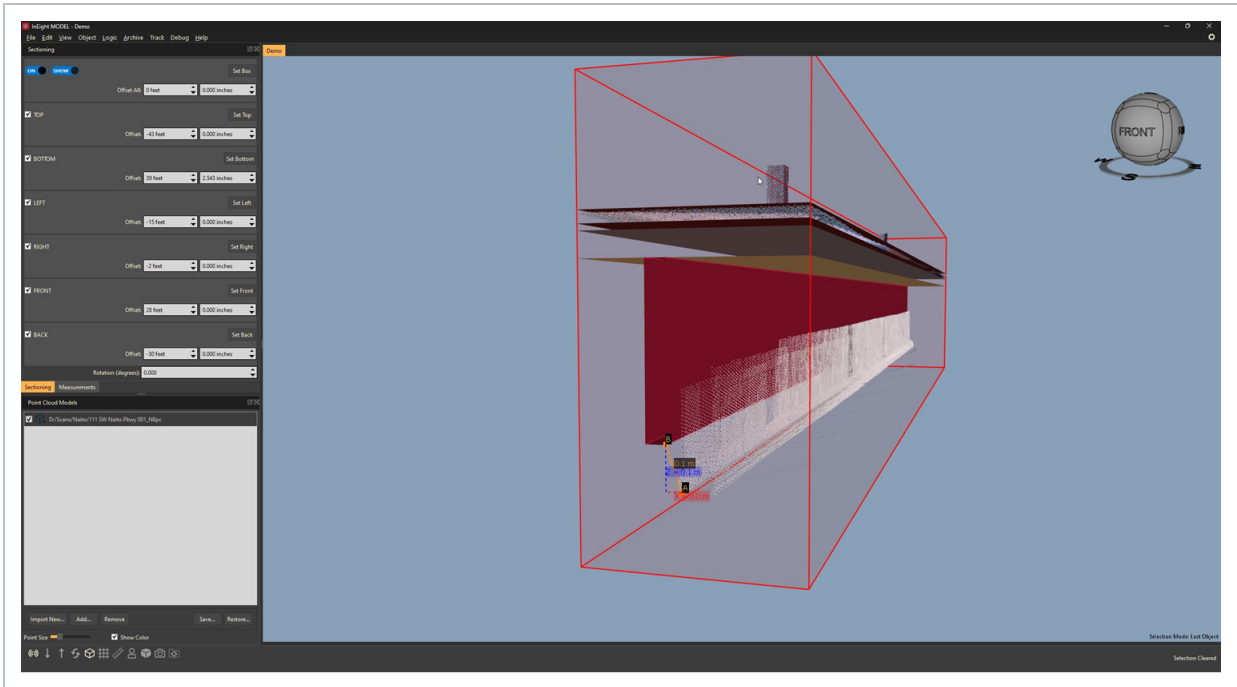 InEight MODEL - Demo
File Edit View Object Logic Archive Track Debug Help
Sectioning
Demo
ON SHOW Set Box
Offset All: 0 feet 0.000 inches
TOP Set Top
Offset: -43 feet 0.000 inches
BOTTOM Set Bottom
Offset: 39 feet 2.543 inches
LEFT Set Left
Offset: -15 feet 0.000 inches
RIGHT Set Right
Offset: -2 feet 0.000 inches
FRONT Set Front
Offset: 28 feet 0.000 inches
BACK Set Back
Offset: -30 feet 0.000 inches
Rotation (degrees): 0.000
Sectioning Measurements
Point Cloud Models
D:/Scans/Naito/111 SW Naito Pkwy 001_NBpc
Import New... Add... Remove Save... Restore...
Point Size Show Color
FRONT
R
W
S
B
0.1 m
Z = 0.1 m
A
X = 0.0 m
Selection Mode: Last Object
Selection Cleared